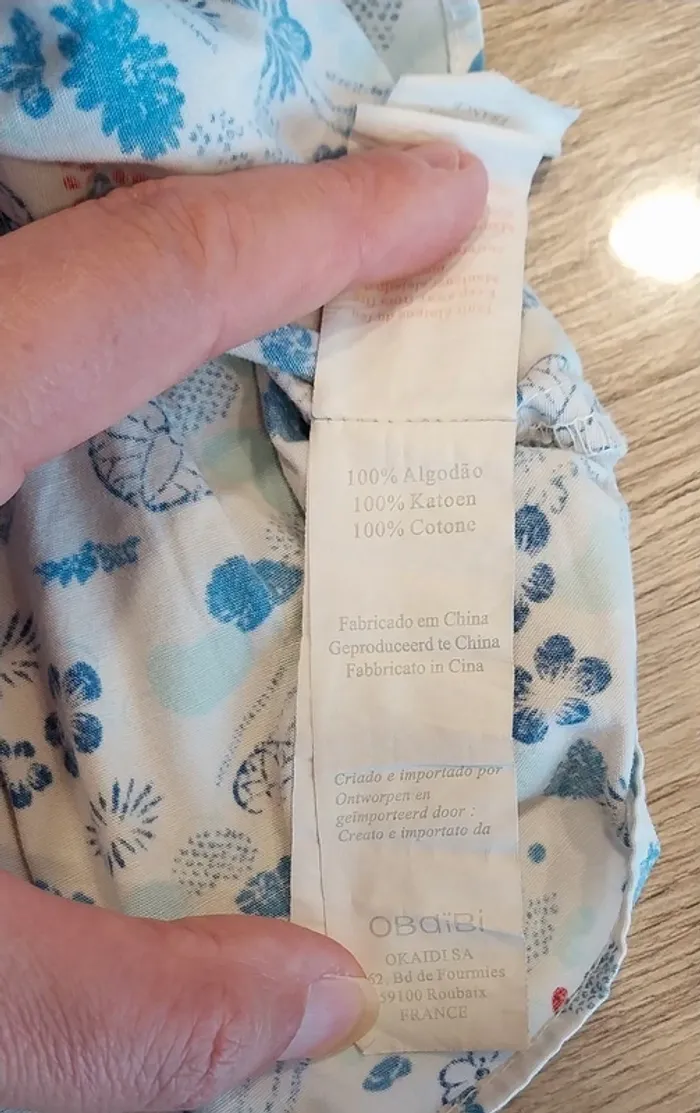 100% Algodão
100% Katoen
100% Cotone
Fabricado em China
Geproduceerd te China
Fabbricato in Cina
Criado e importado por
Ontworpen en
geïmporteerd door :
Creato e importato da
OBaïBi
OKAIDI SA
62, Bd de Fourmies
59100 Roubaix
FRANCE